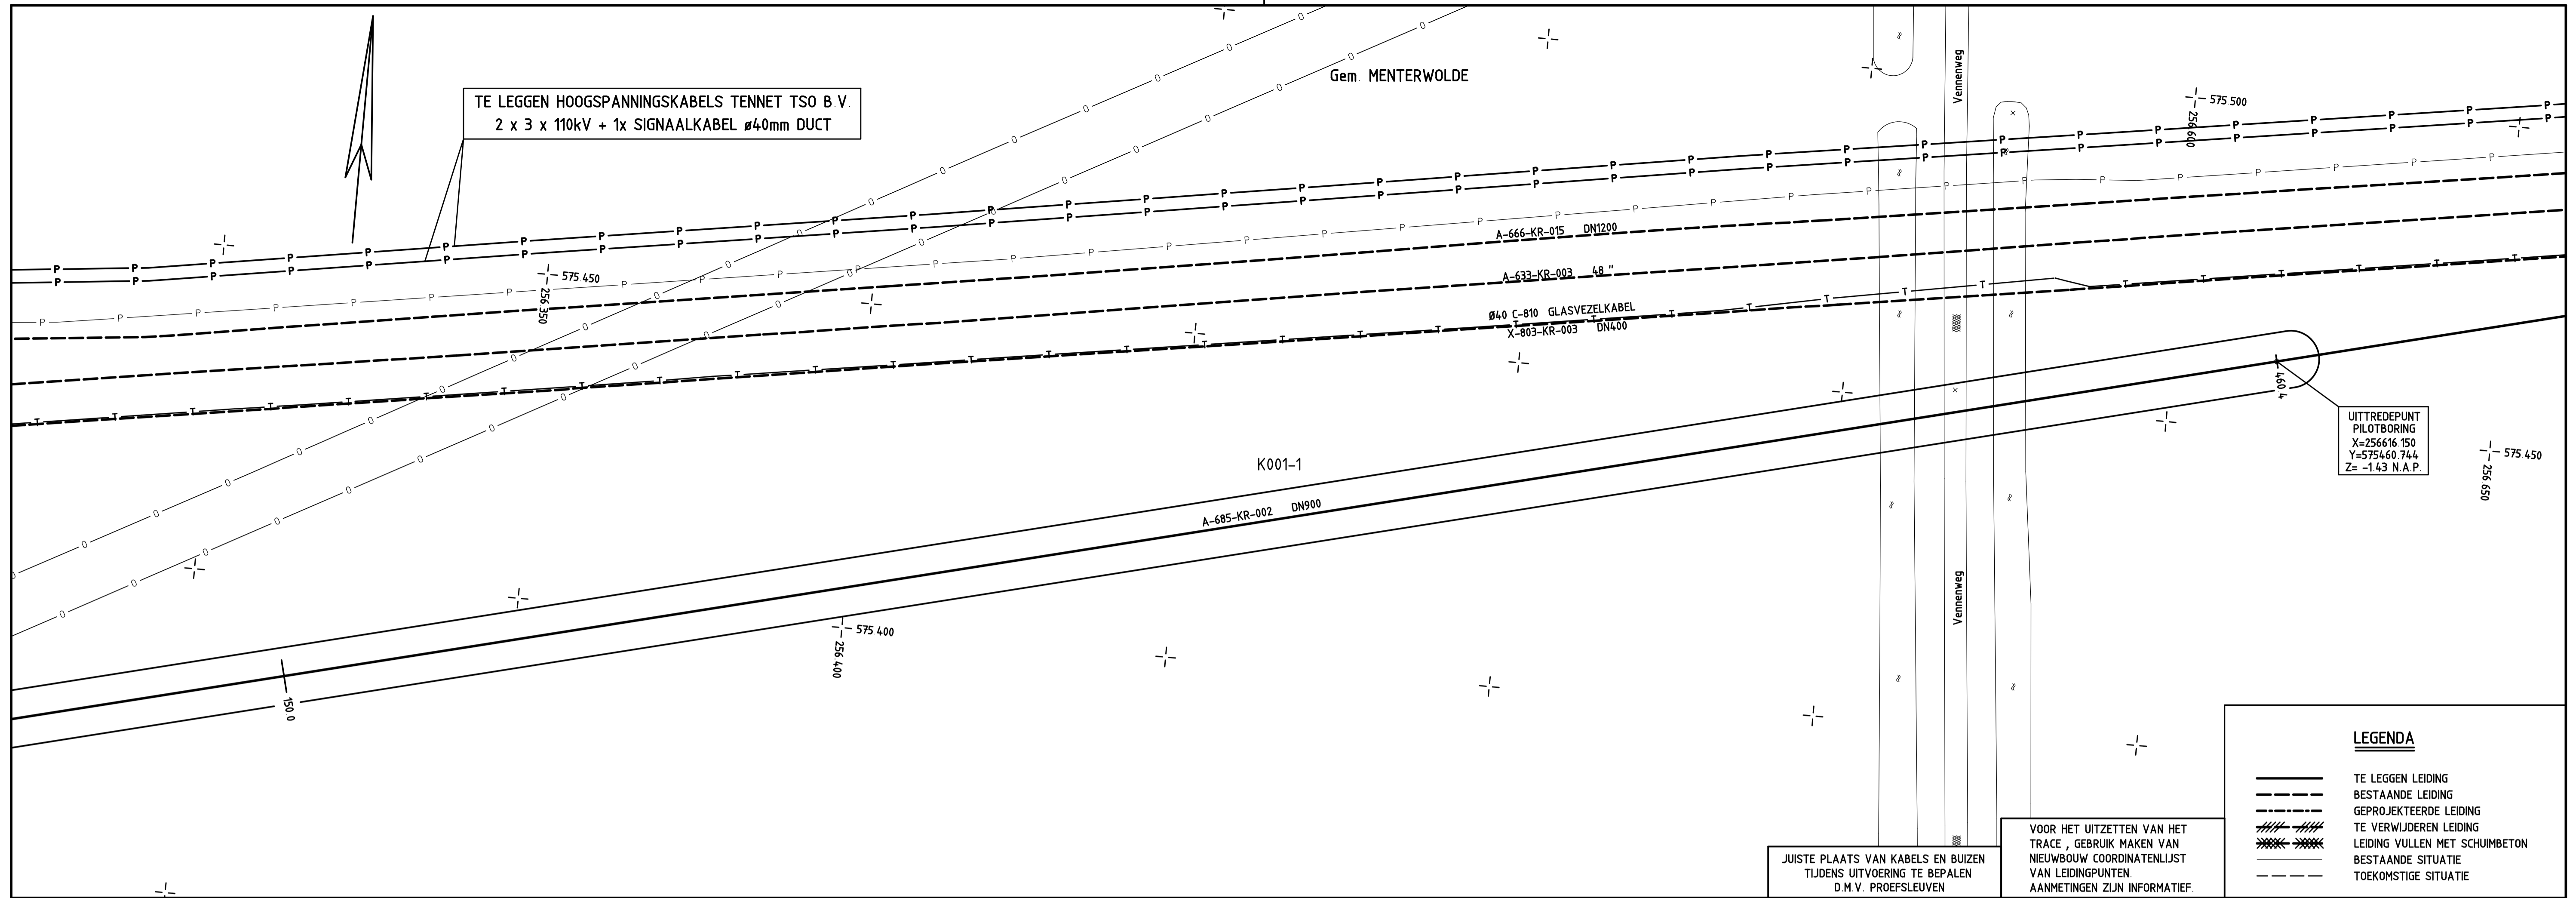 Gem. MENTERWOLDE
Vennenweg
575 500
256.600
TE LEGGEN HOOGSPANNINGSKABELS TENNET TSO B.V.
2 x 3 x 110kV + 1x SIGNAALKABEL ø40mm DUCT
A-666-KR-015 DN1200
575 450
256.350
A-633-KR-003 48 "
Ø40 C-810 GLASVEZELKABEL
X-803-KR-003 DN400
460.4
UITTREDEPUNT
PILOTBORING
X=256616.150
Y=575460.744
Z= -1.43 N.A.P.
575 450
256 650
K001-1
A-685-KR-002 DN900
Vennenweg
575 400
256.400
150.0
LEGENDA
TE LEGGEN LEIDING
BESTAANDE LEIDING
GEPROJEKTEERDE LEIDING
TE VERWIJDEREN LEIDING
LEIDING VULLEN MET SCHUIMBETON
BESTAANDE SITUATIE
TOEKOMSTIGE SITUATIE
VOOR HET UITZETTEN VAN HET
TRACE , GEBRUIK MAKEN VAN
NIEUWBOUW COORDINATENLIJST
VAN LEIDINGPUNTEN.
AANMETINGEN ZIJN INFORMATIEF.
JUISTE PLAATS VAN KABELS EN BUIZEN
TIJDENS UITVOERING TE BEPALEN
D.M.V. PROEFSLEUVEN